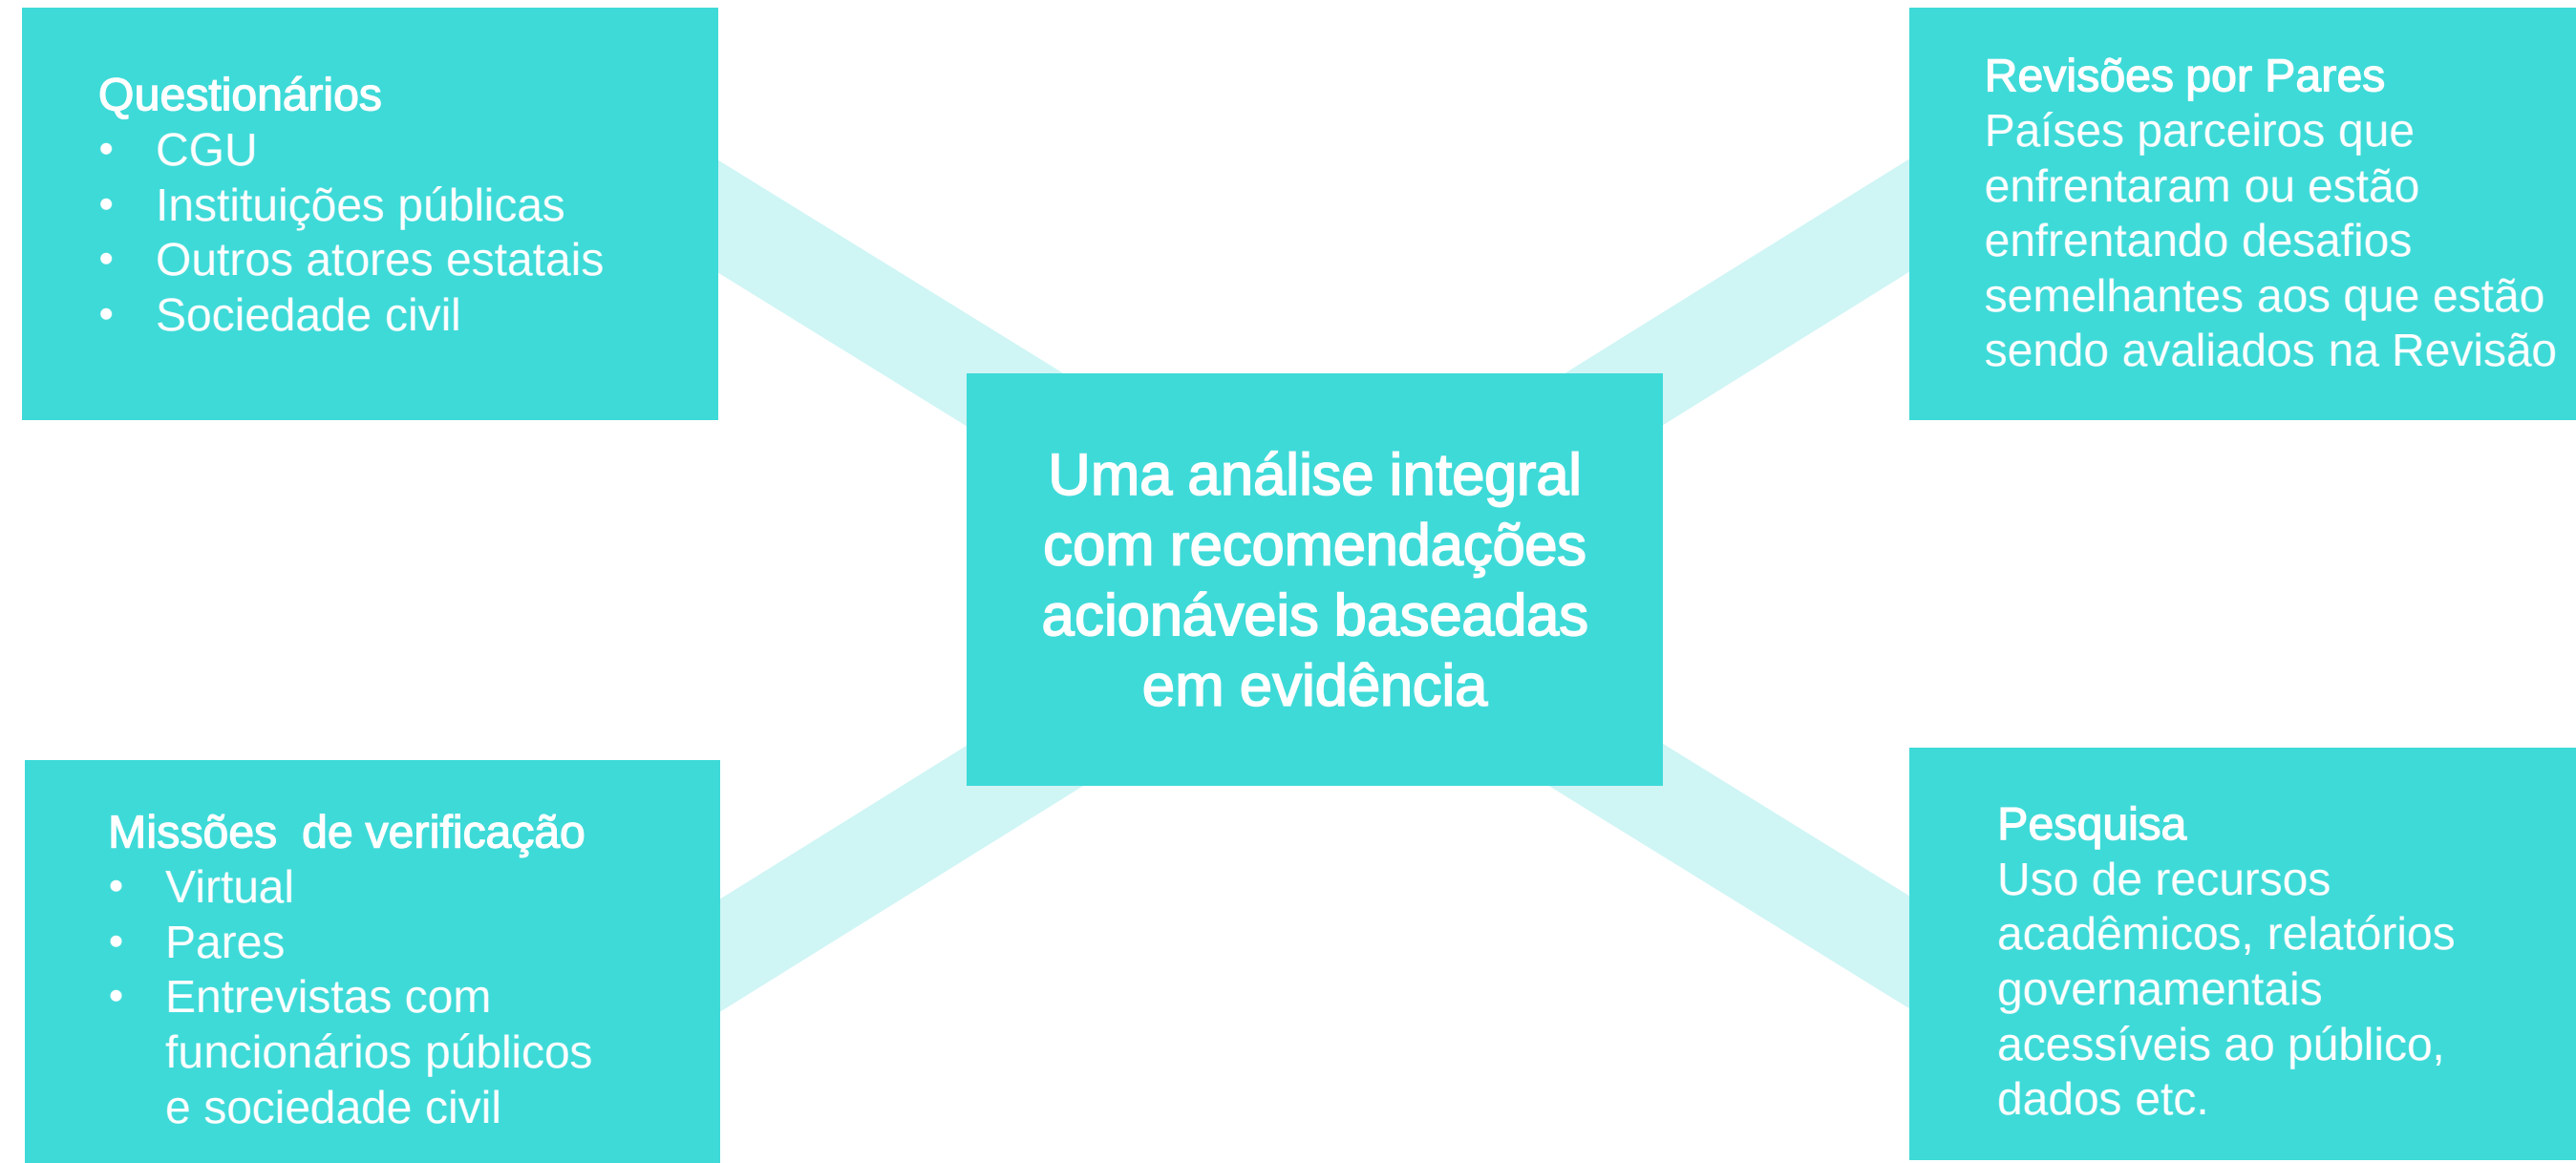 Questionários
• CGU
• Instituições públicas
• Outros atores estatais
• Sociedade civil
Revisões por Pares
Países parceiros que
enfrentaram ou estão
enfrentando desafios
semelhantes aos que estão
sendo avaliados na Revisão
Uma análise integral
com recomendações
acionáveis baseadas
em evidência
Missões  de verificação
• Virtual
• Pares
• Entrevistas com
funcionários públicos
e sociedade civil
Pesquisa
Uso de recursos
acadêmicos, relatórios
governamentais
acessíveis ao público,
dados etc.